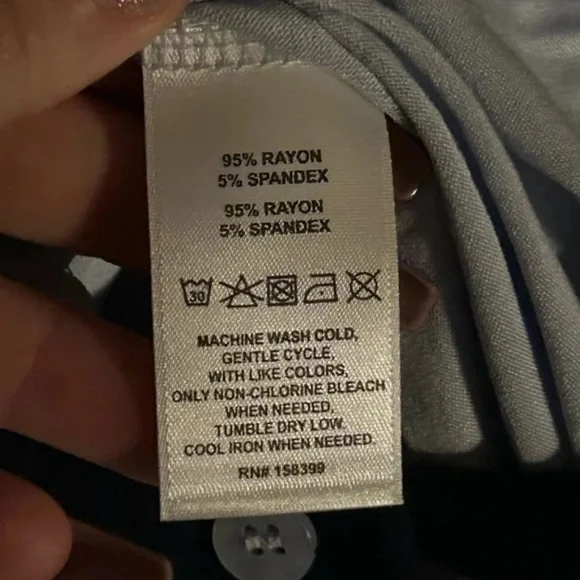 95% RAYON
5% SPANDEX
95% RAYON
5% SPANDEX
30
MACHINE WASH COLD,
GENTLE CYCLE,
WITH LIKE COLORS,
ONLY NON-CHLORINE BLEACH
WHEN NEEDED,
TUMBLE DRY LOW,
COOL IRON WHEN NEEDED.
RN# 158399